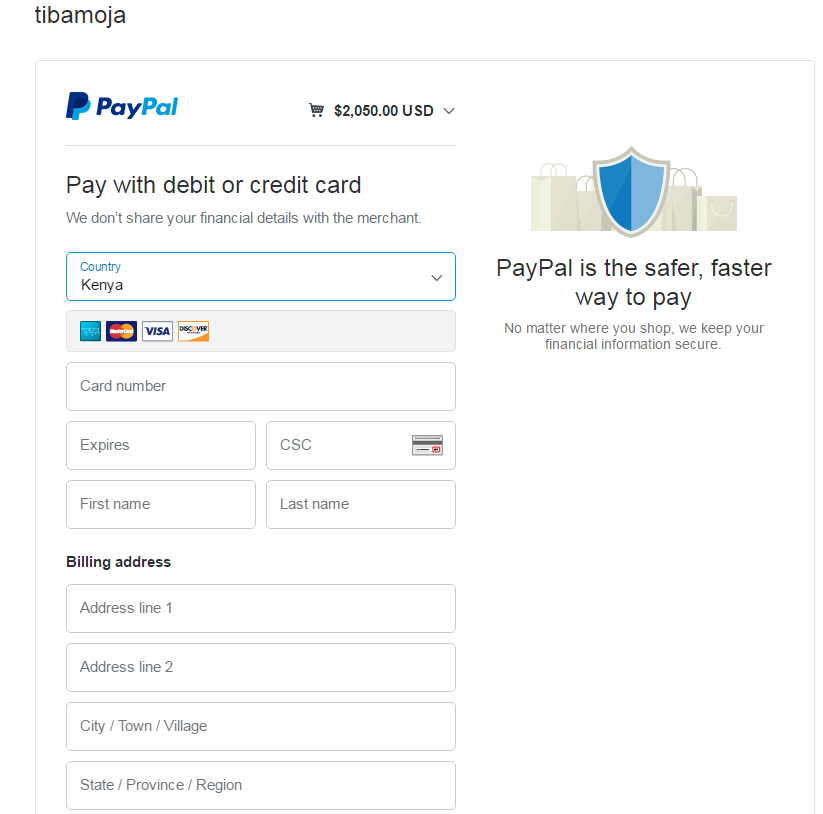 tibamoja
PayPal
$2,050.00 USD
Pay with debit or credit card
We don't share your financial details with the merchant.
Country
Kenya
MasterCard
VISA
DISCOVER
Card number
Expires
CSC
First name
Last name
Billing address
Address line 1
Address line 2
City / Town / Village
State / Province / Region
PayPal is the safer, faster
way to pay
No matter where you shop, we keep your
financial information secure.